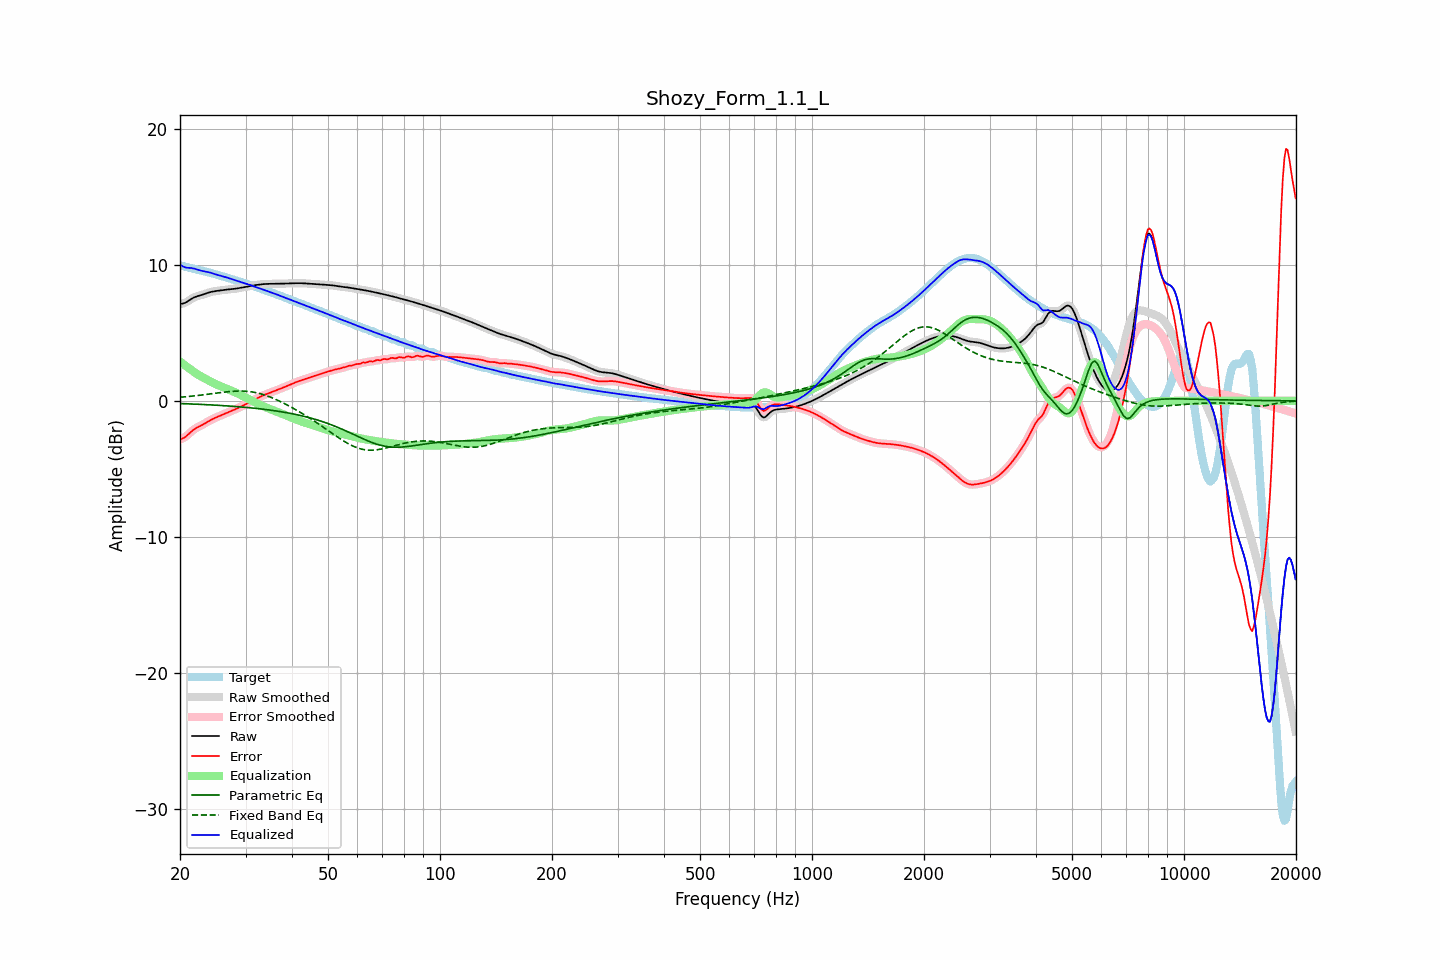 Shozy_Form_1.1_L
20
10
0
−10
−20
−30
Amplitude (dBr)
Target
Raw Smoothed
Error Smoothed
Raw
Error
Equalization
Parametric Eq
Fixed Band Eq
Equalized
20 50 100 200 500 1000 2000 5000 10000 20000
Frequency (Hz)